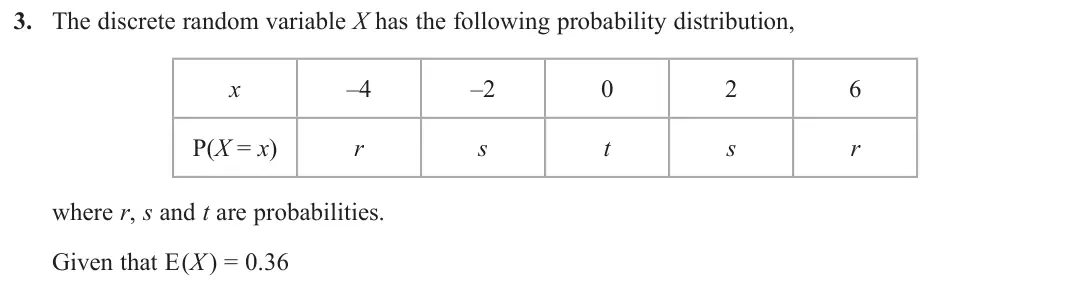 3. The discrete random variable X has the following probability distribution,
x –4 –2 0 2 6
P(X = x) r s t s r
where r, s and t are probabilities.
Given that E(X) = 0.36